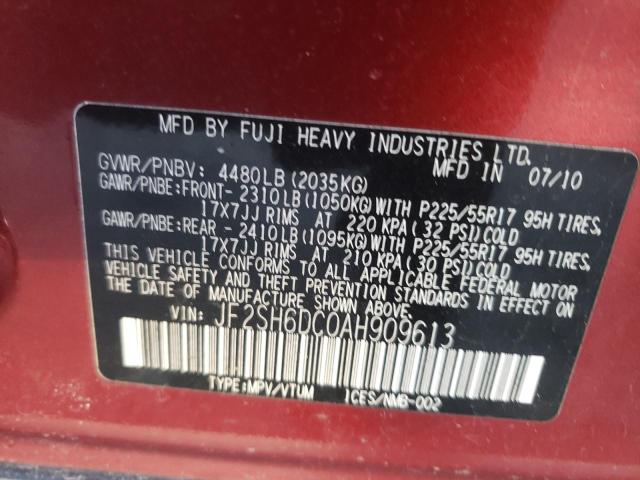 MFD BY FUJI HEAVY INDUSTRIES LTD.
GVWR/PNBV: 4480LB (2035KG) MFD IN 07/10
GAWR/PNBE: FRONT- 2310LB (1050KG) WITH P225/55R17 95H TIRES,
17X7JJ RIMS AT 220 KPA ( 32 PSI) COLD
GAWR/PNBE: REAR - 2410LB (1095KG) WITH P225/55R17 95H TIRES,
17X7JJ RIMS AT 210 KPA ( 30 PSI) COLD
THIS VEHICLE CONFORMS TO ALL APPLICABLE FEDERAL MOTOR
VEHICLE SAFETY AND THEFT PREVENTION STANDARDS IN EFFECT ON
THE DATE OF MANUFACTURE SHOWN ABOVE.
VIN: JF2SH6DC0AH909613
TYPE: MPV/VTUM ICES/NMB-002